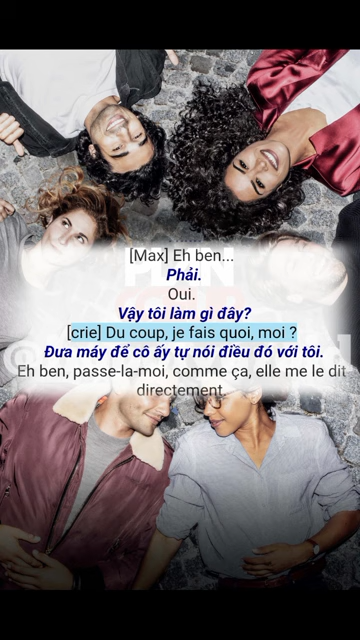 [Max] Eh ben...
Phải.
Oui.
Vậy tôi làm gì đây?
[crie] Du coup, je fais quoi, moi ?
Đưa máy để cô ấy tự nói điều đó với tôi.
Eh ben, passe-la-moi, comme ça, elle me le dit
directement